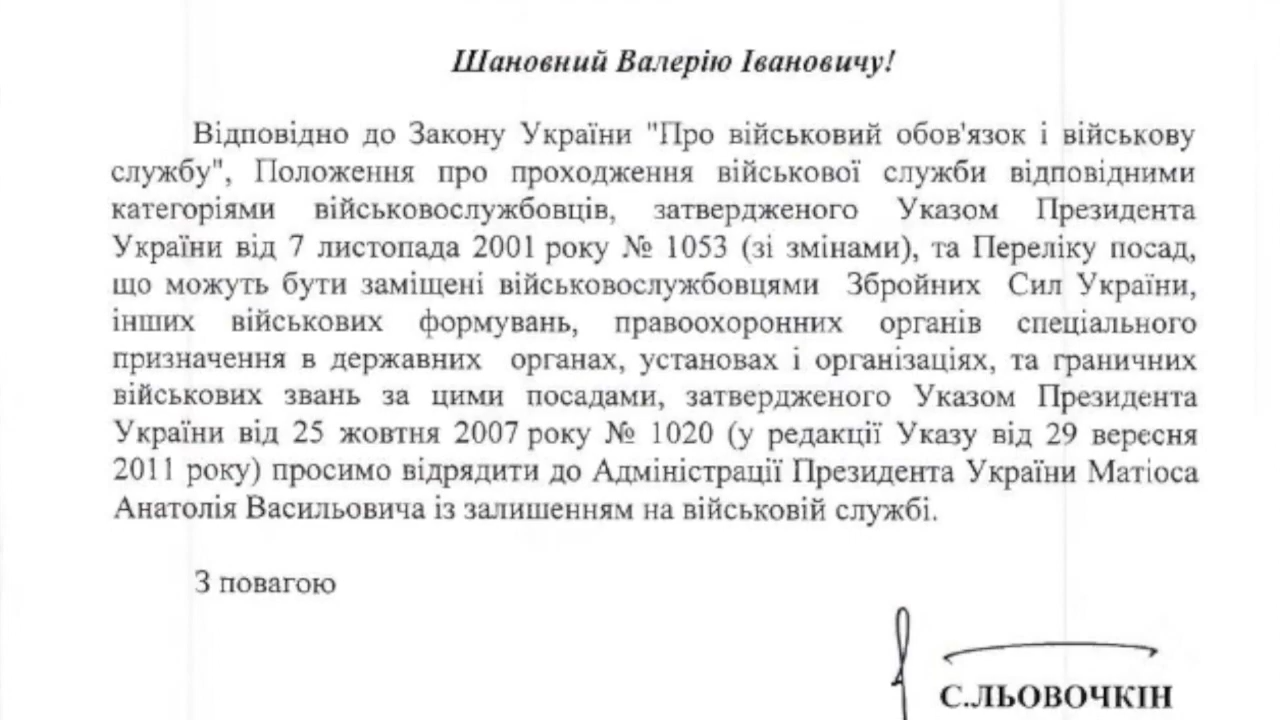 Шановний Валерію Івановичу!
Відповідно до Закону України "Про військовий обов'язок і військову
службу", Положення про проходження військової служби відповідними
категоріями військовослужбовців, затвердженого Указом Президента
України від 7 листопада 2001 року № 1053 (зі змінами), та Переліку посад,
що можуть бути заміщені військовослужбовцями Збройних Сил України,
інших військових формувань, правоохоронних органів спеціального
призначення в державних органах, установах і організаціях, та граничних
військових звань за цими посадами, затвердженого Указом Президента
України від 25 жовтня 2007 року № 1020 (у редакції Указу від 29 вересня
2011 року) просимо відрядити до Адміністрації Президента України Матіоса
Анатолія Васильовича із залишенням на військовій службі.
З повагою
С.ЛЬОВОЧКІН